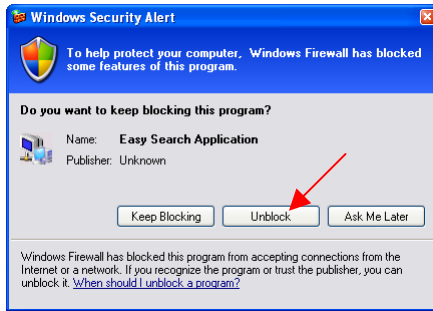 Windows Security Alert
To help protect your computer, Windows Firewall has blocked
some features of this program.
Do you want to keep blocking this program?
Name: Easy Search Application
Publisher: Unknown
Keep Blocking Unblock Ask Me Later
Windows Firewall has blocked this program from accepting connections from the
Internet or a network. If you recognize the program or trust the publisher, you can
unblock it. When should I unblock a program?